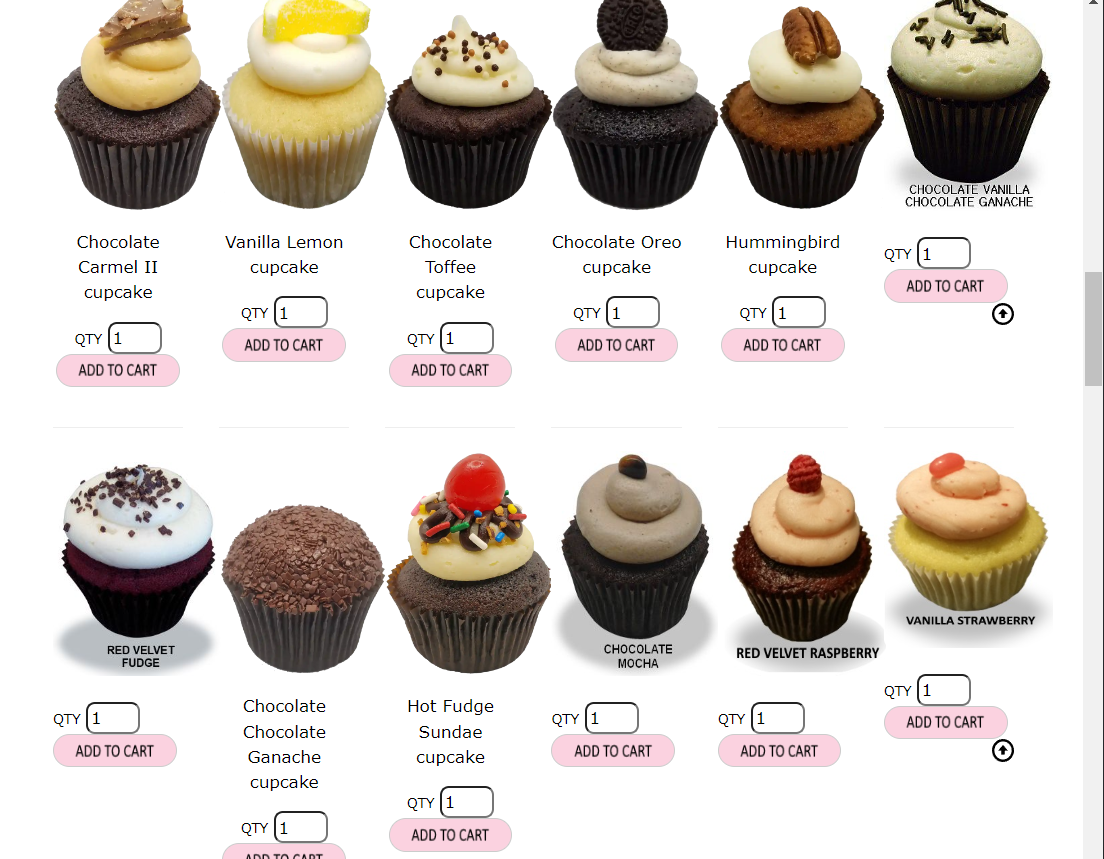 CHOCOLATE VANILLA
CHOCOLATE GANACHE
Chocolate
Carmel II
cupcake
QTY 1
ADD TO CART
Vanilla Lemon
cupcake
QTY 1
ADD TO CART
Chocolate
Toffee
cupcake
QTY 1
ADD TO CART
Chocolate Oreo
cupcake
QTY 1
ADD TO CART
Hummingbird
cupcake
QTY 1
ADD TO CART
QTY 1
ADD TO CART
RED VELVET
FUDGE
QTY 1
ADD TO CART
Chocolate
Chocolate
Ganache
cupcake
QTY 1
ADD TO CART
Hot Fudge
Sundae
cupcake
QTY 1
ADD TO CART
CHOCOLATE
MOCHA
QTY 1
ADD TO CART
RED VELVET RASPBERRY
QTY 1
ADD TO CART
VANILLA STRAWBERRY
QTY 1
ADD TO CART